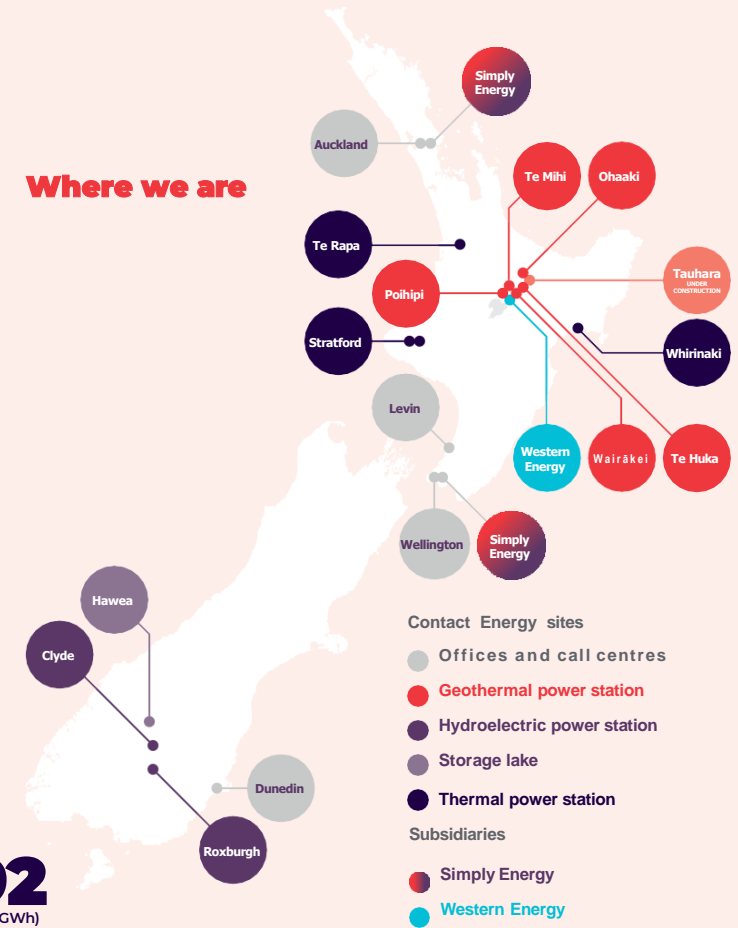 Simply
Energy
Auckland
Where we are
Te Mihi
Ohaaki
Te Rapa
Tauhara
UNDER
CONSTRUCTION
Poihipi
Stratford
Whirinaki
Levin
Western
Energy
Wairākei
Te Huka
Wellington
Simply
Energy
Hawea
Clyde
Dunedin
Roxburgh
Contact Energy sites
Offices and call centres
Geothermal power station
Hydroelectric power station
Storage lake
Thermal power station
Subsidiaries
Simply Energy
Western Energy
2
GWh)